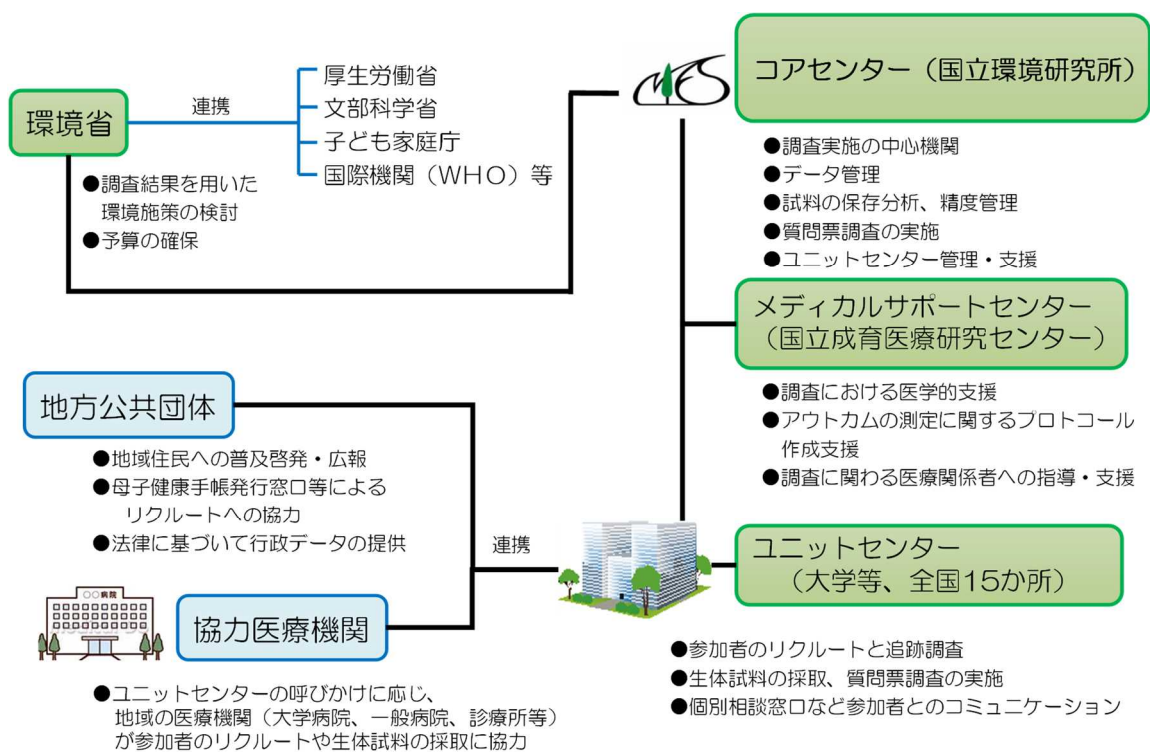 環境省
連携
厚生労働省
文部科学省
子ども家庭庁
国際機関（WHO）等
●調査結果を用いた
環境施策の検討
●予算の確保
コアセンター（国立環境研究所）
●調査実施の中心機関
●データ管理
●試料の保存分析、精度管理
●質問票調査の実施
●ユニットセンター管理・支援
メディカルサポートセンター
（国立成育医療研究センター）
●調査における医学的支援
●アウトカムの測定に関するプロトコール
作成支援
●調査に関わる医療関係者への指導・支援
地方公共団体
●地域住民への普及啓発・広報
●母子健康手帳発行窓口等による
リクルートへの協力
●法律に基づいて行政データの提供
連携
○○病院
協力医療機関
●ユニットセンターの呼びかけに応じ、
地域の医療機関（大学病院、一般病院、診療所等）
が参加者のリクルートや生体試料の採取に協力
ユニットセンター
（大学等、全国15か所）
●参加者のリクルートと追跡調査
●生体試料の採取、質問票調査の実施
●個別相談窓口など参加者とのコミュニケーション